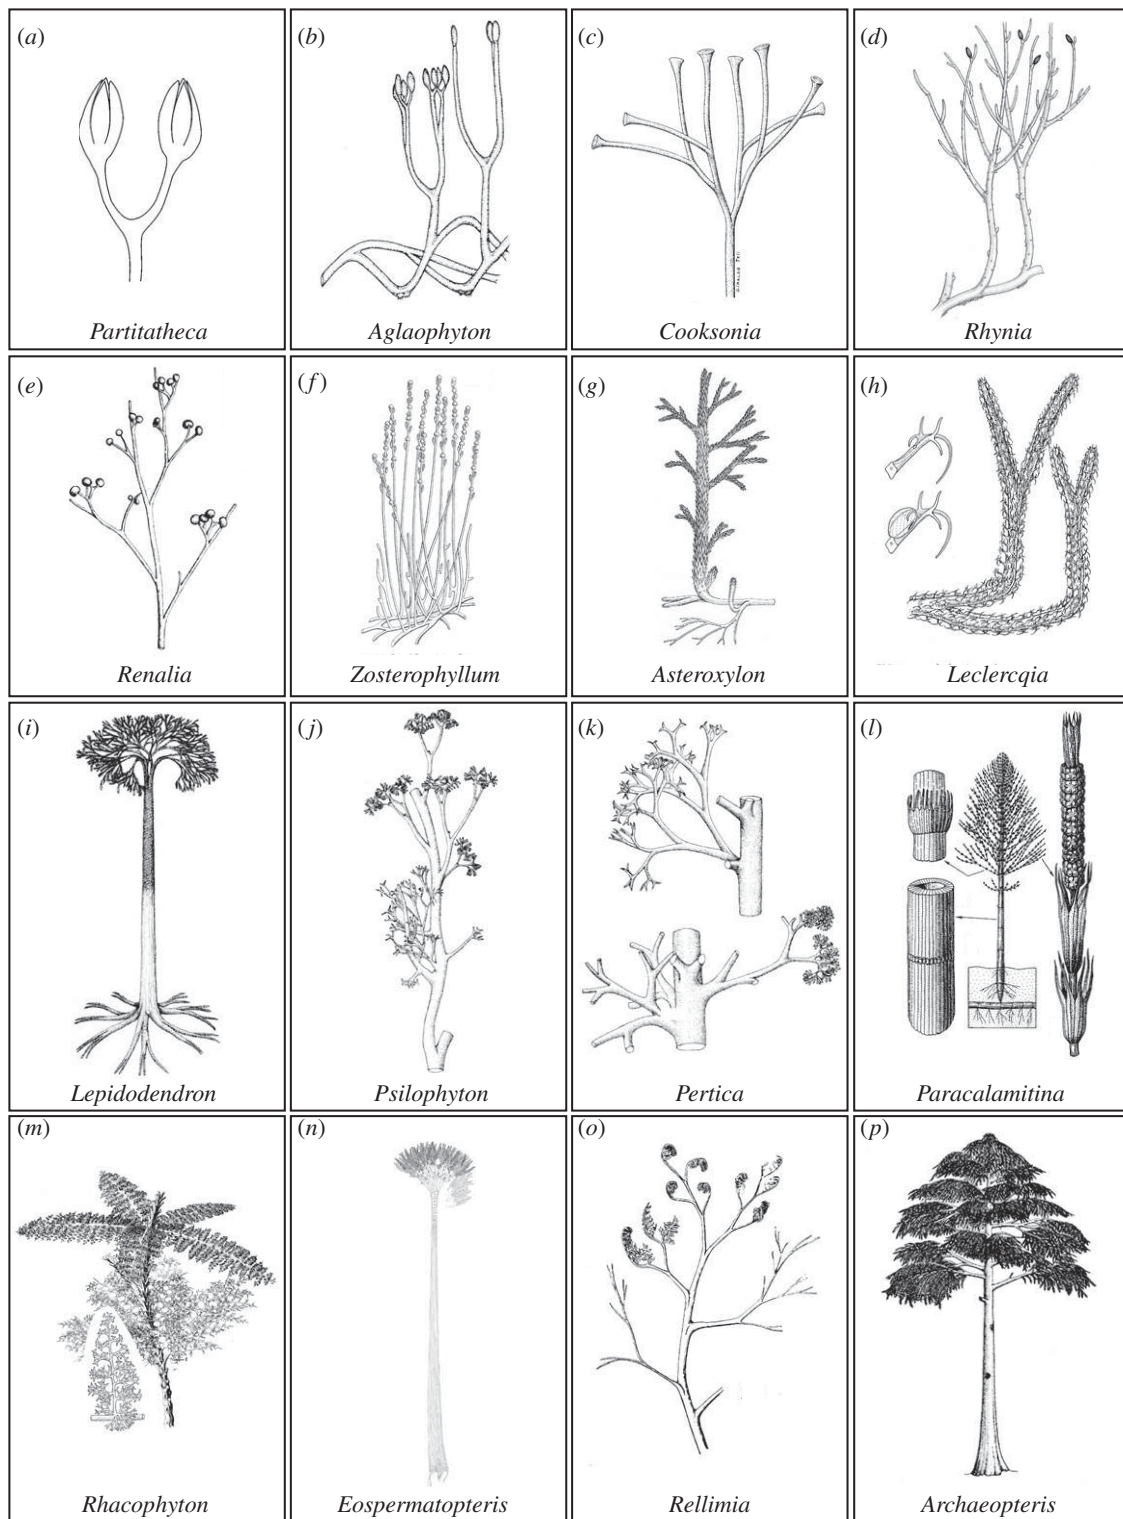 (a)
Partitatheca
(b)
Aglaophyton
(c)
Cooksonia
(d)
Rhynia
(e)
Renalia
(f)
Zosterophyllum
(g)
Asteroxylon
(h)
Leclercqia
(i)
Lepidodendron
(j)
Psilophyton
(k)
Pertica
(l)
Paracalamitina
(m)
Rhacophyton
(n)
Eospermatopteris
(o)
Rellimia
(p)
Archaeopteris